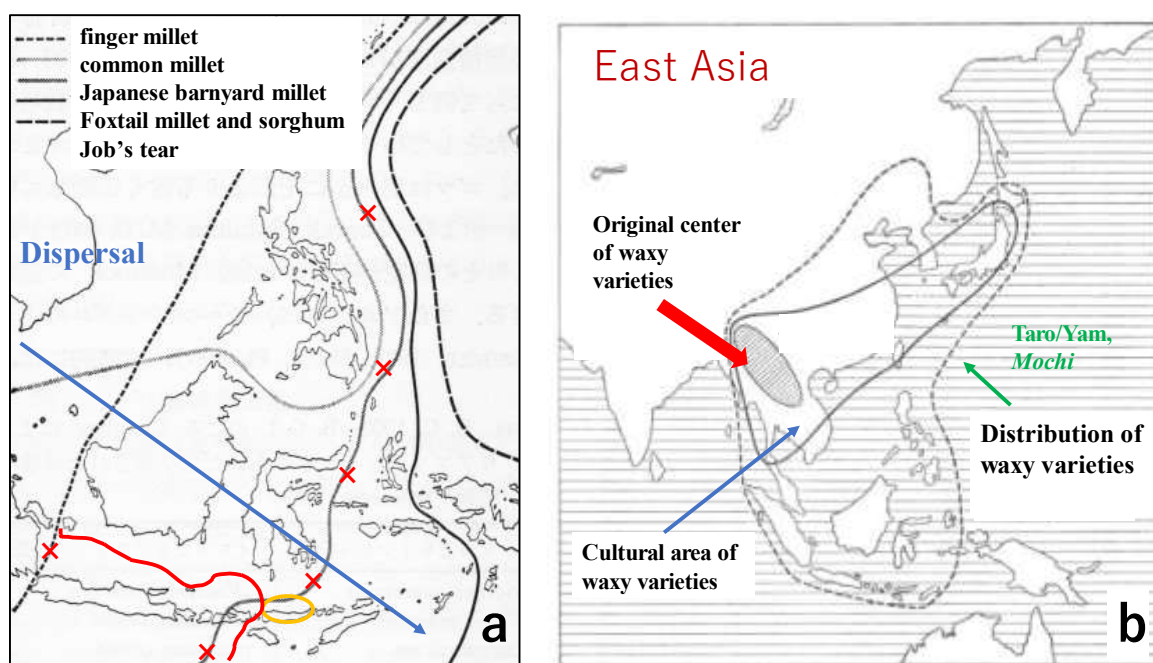 finger millet
common millet
Japanese barnyard millet
Foxtail millet and sorghum
Job's tear
Dispersal
a
East Asia
Original center
of waxy
varieties
Taro/Yam,
Mochi
Distribution of
waxy varieties
Cultural area of
waxy varieties
b